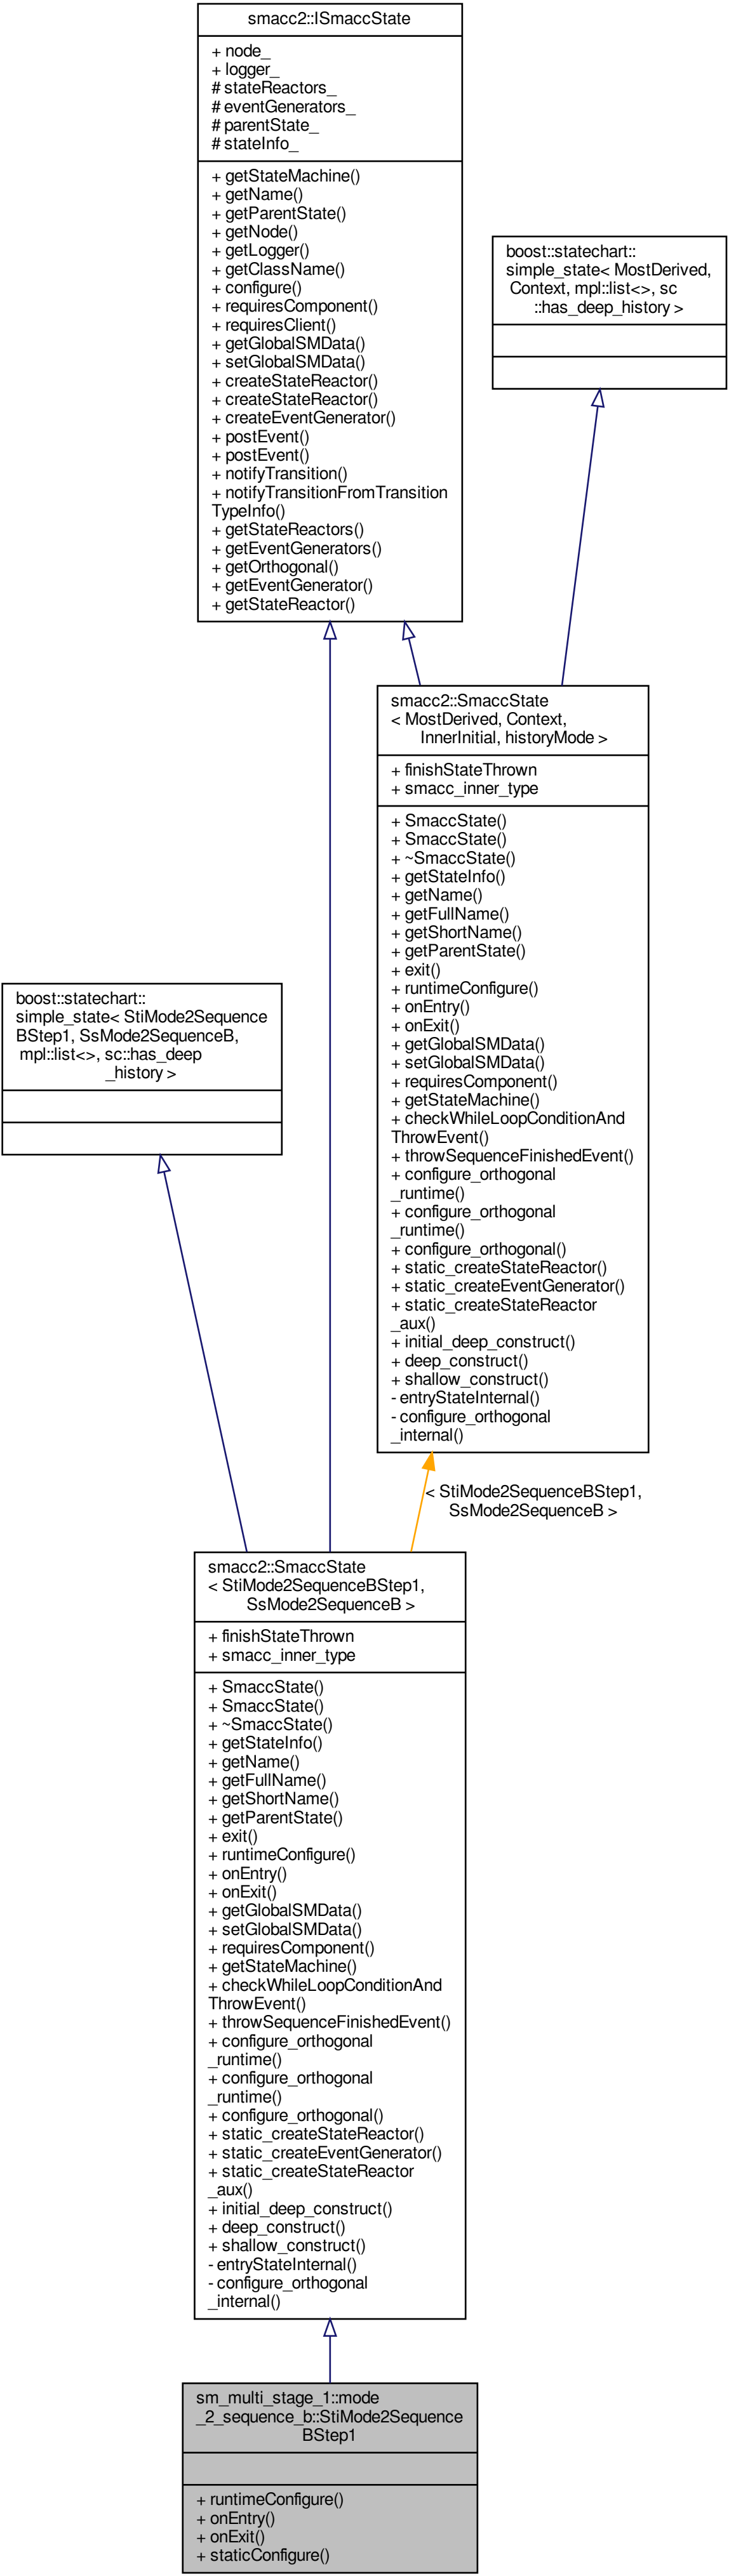 smacc2::ISmaccState
+ node_
+ logger_
# stateReactors_
# eventGenerators_
# parentState_
# stateInfo_
+ getStateMachine()
+ getName()
+ getParentState()
+ getNode()
+ getLogger()
+ getClassName()
+ configure()
+ requiresComponent()
+ requiresClient()
+ getGlobalSMData()
+ setGlobalSMData()
+ createStateReactor()
+ createStateReactor()
+ createEventGenerator()
+ postEvent()
+ postEvent()
+ notifyTransition()
+ notifyTransitionFromTransition
TypeInfo()
+ getStateReactors()
+ getEventGenerators()
+ getOrthogonal()
+ getEventGenerator()
+ getStateReactor()
boost::statechart::
simple_state< MostDerived,
Context, mpl::list<>, sc
::has_deep_history >
smacc2::SmaccState
< MostDerived, Context,
InnerInitial, historyMode >
+ finishStateThrown
+ smacc_inner_type
+ SmaccState()
+ SmaccState()
+ ~SmaccState()
+ getStateInfo()
+ getName()
+ getFullName()
+ getShortName()
+ getParentState()
+ exit()
+ runtimeConfigure()
+ onEntry()
+ onExit()
+ getGlobalSMData()
+ setGlobalSMData()
+ requiresComponent()
+ getStateMachine()
+ checkWhileLoopConditionAnd
ThrowEvent()
+ throwSequenceFinishedEvent()
+ configure_orthogonal
_runtime()
+ configure_orthogonal
_runtime()
+ configure_orthogonal()
+ static_createStateReactor()
+ static_createEventGenerator()
+ static_createStateReactor
_aux()
+ initial_deep_construct()
+ deep_construct()
+ shallow_construct()
- entryStateInternal()
- configure_orthogonal
_internal()
boost::statechart::
simple_state< StiMode2Sequence
BStep1, SsMode2SequenceB,
mpl::list<>, sc::has_deep
_history >
< StiMode2SequenceBStep1,
SsMode2SequenceB >
smacc2::SmaccState
< StiMode2SequenceBStep1,
SsMode2SequenceB >
+ finishStateThrown
+ smacc_inner_type
+ SmaccState()
+ SmaccState()
+ ~SmaccState()
+ getStateInfo()
+ getName()
+ getFullName()
+ getShortName()
+ getParentState()
+ exit()
+ runtimeConfigure()
+ onEntry()
+ onExit()
+ getGlobalSMData()
+ setGlobalSMData()
+ requiresComponent()
+ getStateMachine()
+ checkWhileLoopConditionAnd
ThrowEvent()
+ throwSequenceFinishedEvent()
+ configure_orthogonal
_runtime()
+ configure_orthogonal
_runtime()
+ configure_orthogonal()
+ static_createStateReactor()
+ static_createEventGenerator()
+ static_createStateReactor
_aux()
+ initial_deep_construct()
+ deep_construct()
+ shallow_construct()
- entryStateInternal()
- configure_orthogonal
_internal()
sm_multi_stage_1::mode
_2_sequence_b::StiMode2Sequence
BStep1
+ runtimeConfigure()
+ onEntry()
+ onExit()
+ staticConfigure()